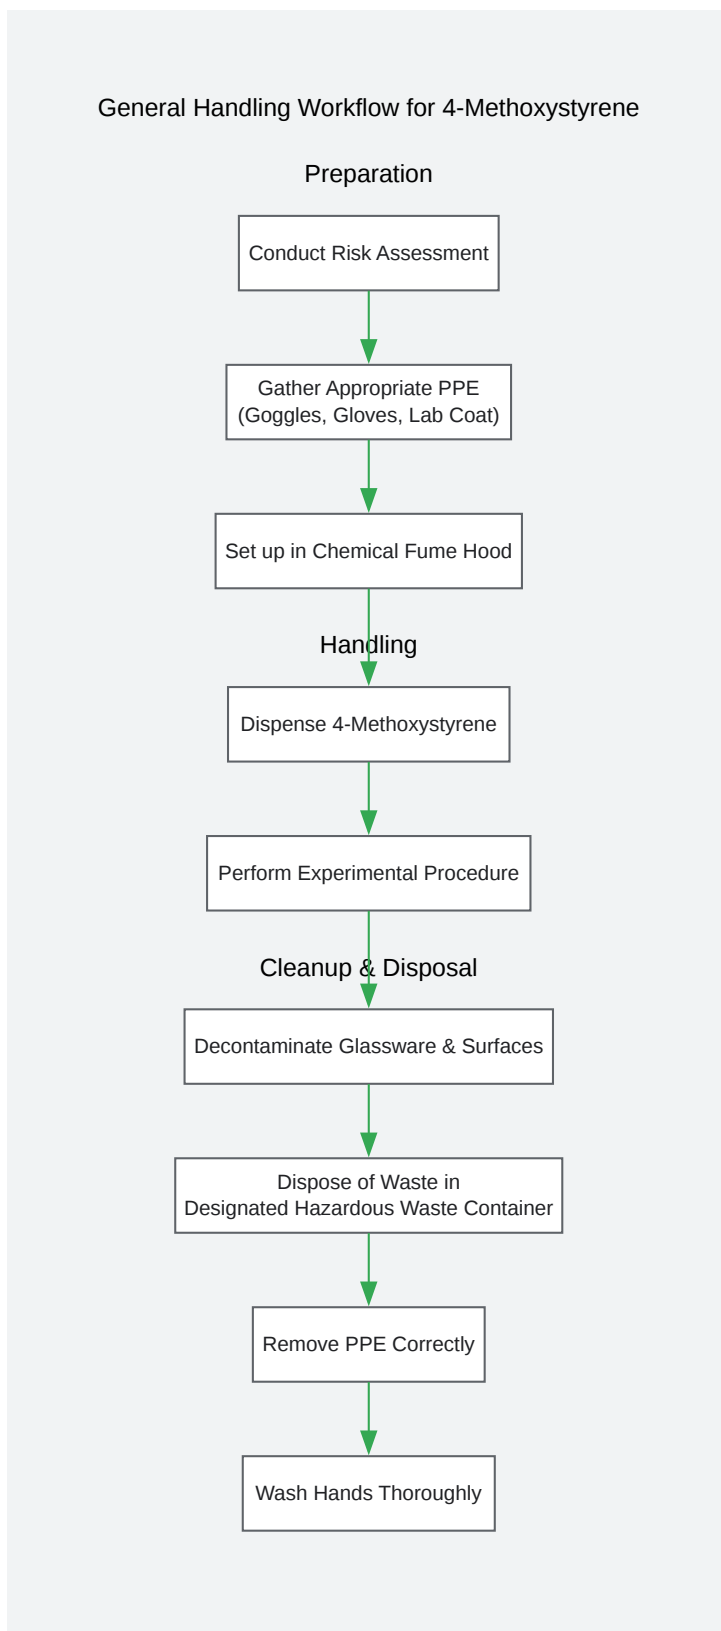 General Handling Workflow for 4-Methoxystyrene
Preparation
Conduct Risk Assessment
Gather Appropriate PPE
(Goggles, Gloves, Lab Coat)
Set up in Chemical Fume Hood
Handling
Dispense 4-Methoxystyrene
Perform Experimental Procedure
Cleanup & Disposal
Decontaminate Glassware & Surfaces
Dispose of Waste in
Designated Hazardous Waste Container
Remove PPE Correctly
Wash Hands Thoroughly